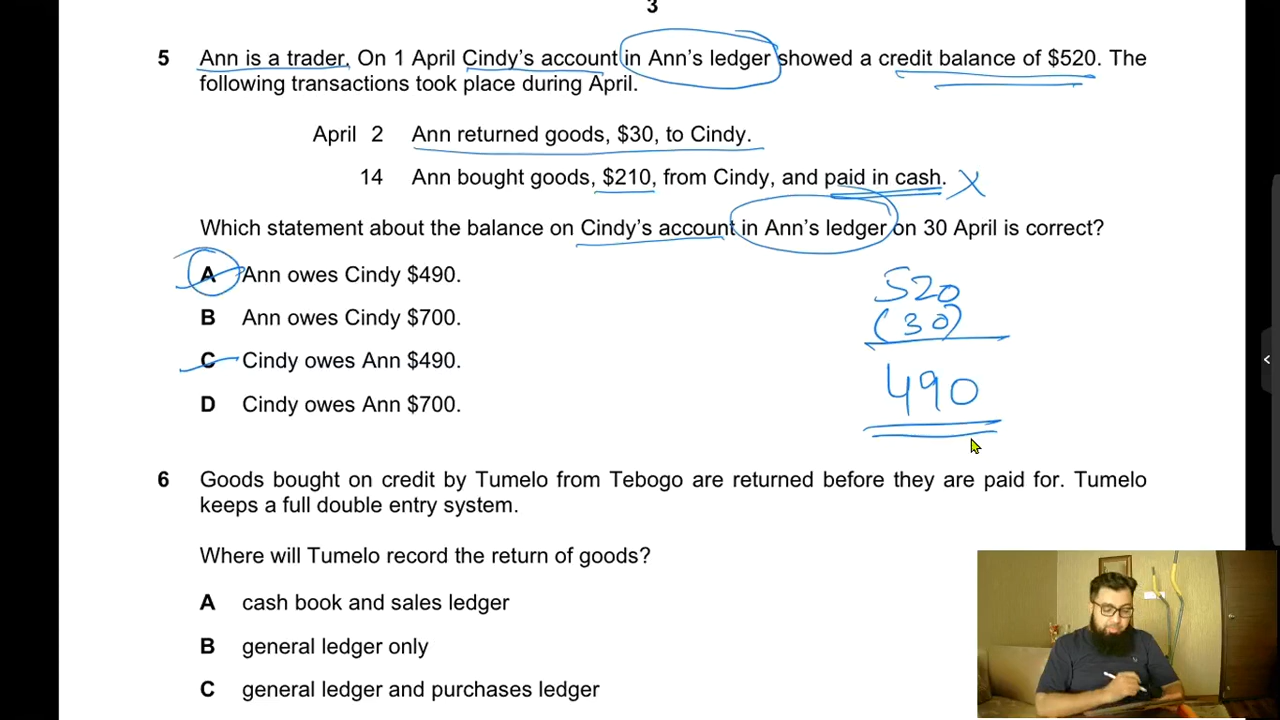 3
5 Ann is a trader. On 1 April Cindy's account in Ann's ledger showed a credit balance of $520. The
following transactions took place during April.
April 2 Ann returned goods, $30, to Cindy.
14 Ann bought goods, $210, from Cindy, and paid in cash. X
Which statement about the balance on Cindy's account in Ann's ledger on 30 April is correct?
A Ann owes Cindy $490.
B Ann owes Cindy $700.
C Cindy owes Ann $490.
D Cindy owes Ann $700.
520
(30)
490
6 Goods bought on credit by Tumelo from Tebogo are returned before they are paid for. Tumelo
keeps a full double entry system.
Where will Tumelo record the return of goods?
A cash book and sales ledger
B general ledger only
C general ledger and purchases ledger